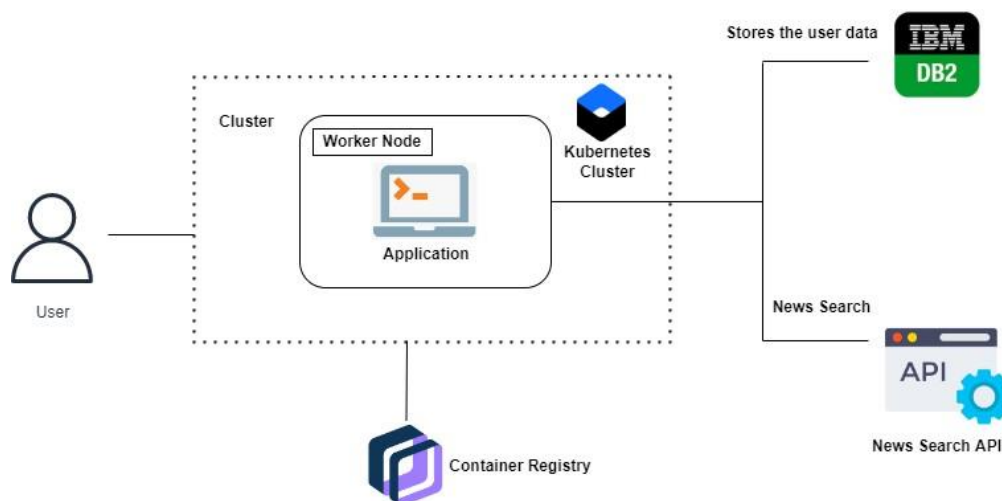 Stores the user data
IBM
DB2
Cluster
Worker Node
Kubernetes
Cluster
Application
User
News Search
API
News Search API
Container Registry